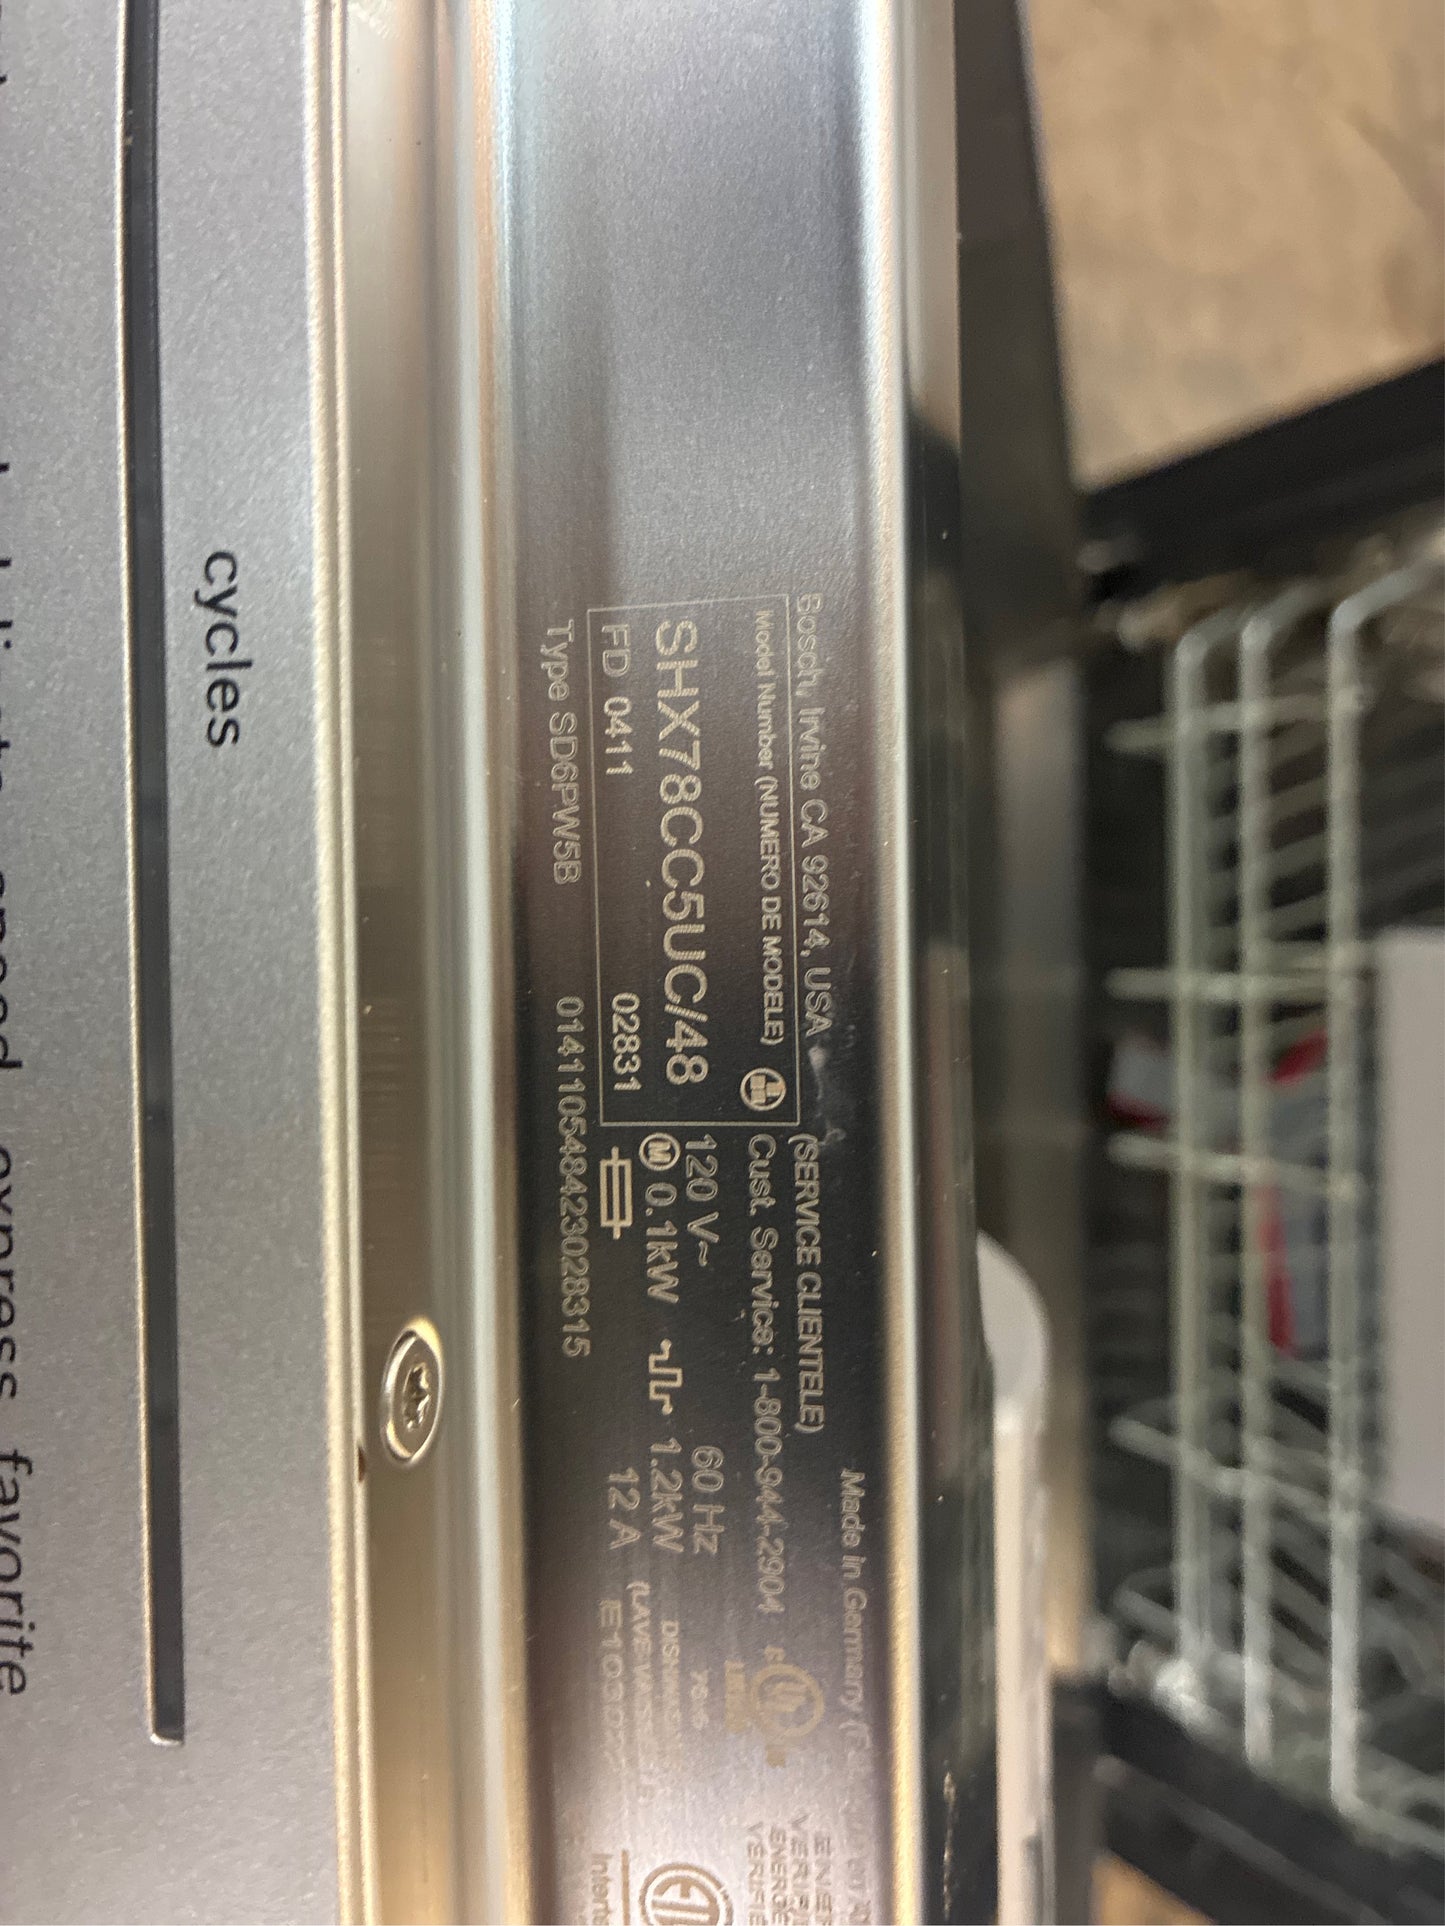 Bosch, Irvine CA 92614, USA
(SERVICE CLIENTELE)
Made in Germany
Model Number (NUMERO DE MODELE)
Cust. Service: 1-800-944-2904
SHX78CC5UC/48
120 V~ 60 Hz
M 0.1kW 1.2kW
FD 0411 02831
12 A
Type SD6PW5B 014110548423028315
cycles
speed express favorite